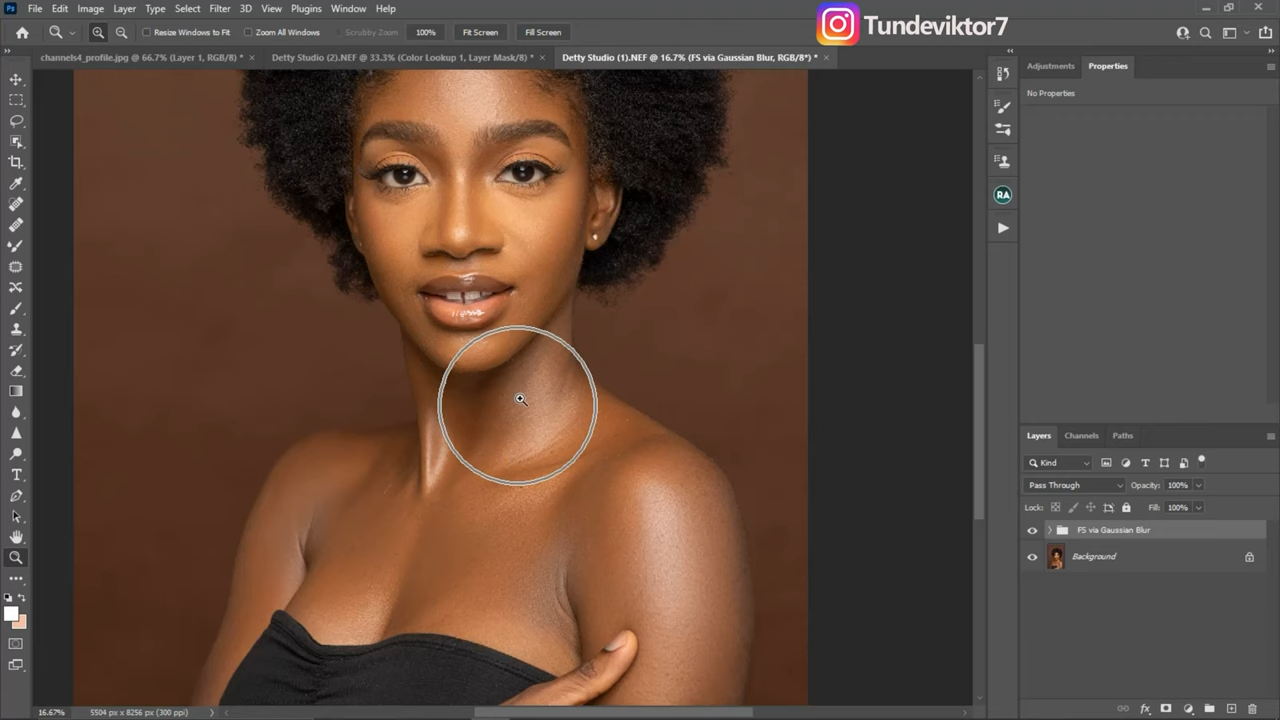 Ps File Edit Image Layer Type Select Filter 3D View Plugins Window Help
Tundeviktor7
Resize Windows to Fit Zoom All Windows Scrubby Zoom 100% Fit Screen Fill Screen
channels4_profile.jpg @ 66.7% (Layer 1, RGB/8) * × Detty Studio (2).NEF @ 33.3% (Color Lookup 1, Layer Mask/8) * × Detty Studio (1).NEF @ 16.7% (FS via Gaussian Blur, RGB/8*) * ×
Adjustments Properties
No Properties
RA
T
Layers Channels Paths
Kind T
Pass Through Opacity: 100%
Lock: Fill: 100%
FS via Gaussian Blur
Background
16.67% 5504 px x 8256 px (300 ppi)
fx